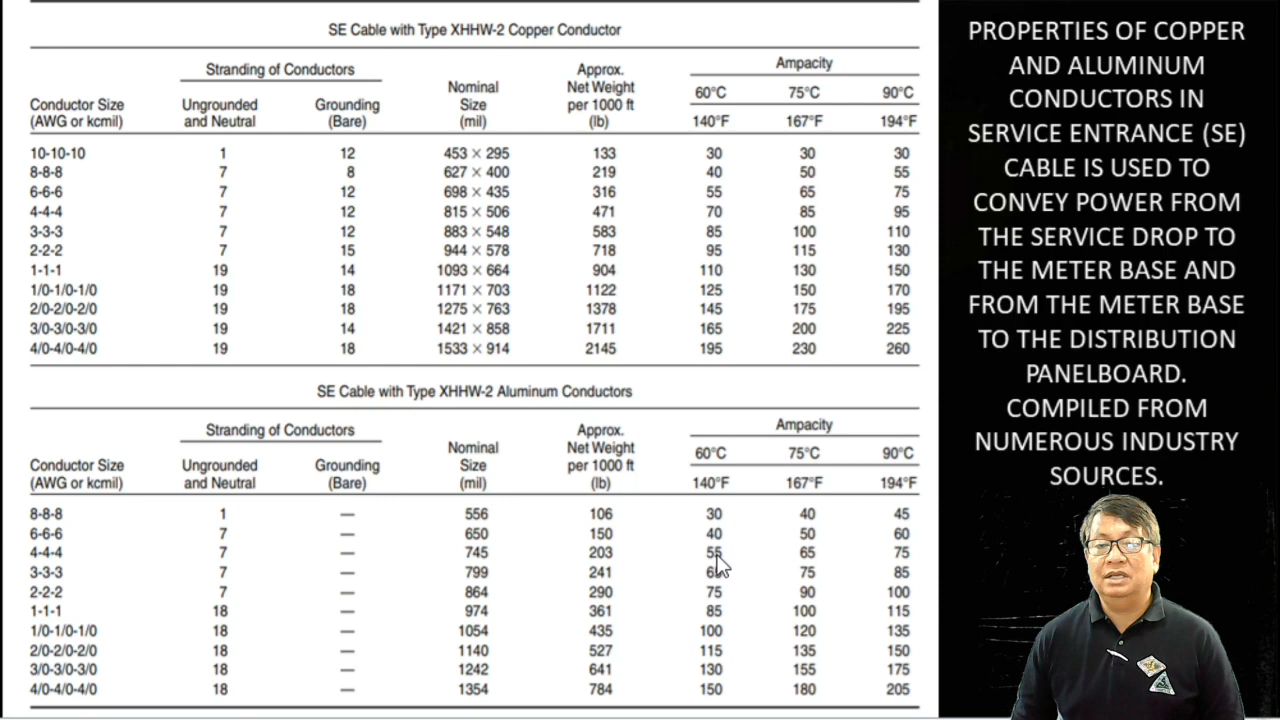 SE Cable with Type XHHW-2 Copper Conductor
Stranding of Conductors Approx. Ampacity
Nominal Net Weight 60°C 75°C 90°C
Conductor Size Ungrounded Grounding Size per 1000 ft
(AWG or kcmil) and Neutral (Bare) (mil) (lb) 140°F 167°F 194°F
10-10-10 1 12 453 × 295 133 30 30 30
8-8-8 7 8 627 × 400 219 40 50 55
6-6-6 7 12 698 × 435 316 55 65 75
4-4-4 7 12 815 × 506 471 70 85 95
3-3-3 7 12 883 × 548 583 85 100 110
2-2-2 7 15 944 × 578 718 95 115 130
1-1-1 19 14 1093 × 664 904 110 130 150
1/0-1/0-1/0 19 18 1171 × 703 1122 125 150 170
2/0-2/0-2/0 19 18 1275 × 763 1378 145 175 195
3/0-3/0-3/0 19 14 1421 × 858 1711 165 200 225
4/0-4/0-4/0 19 18 1533 × 914 2145 195 230 260
SE Cable with Type XHHW-2 Aluminum Conductors
Stranding of Conductors Approx. Ampacity
Nominal Net Weight 60°C 75°C 90°C
Conductor Size Ungrounded Grounding Size per 1000 ft
(AWG or kcmil) and Neutral (Bare) (mil) (lb) 140°F 167°F 194°F
8-8-8 1 — 556 106 30 40 45
6-6-6 7 — 650 150 40 50 60
4-4-4 7 — 745 203 55 65 75
3-3-3 7 — 799 241 75 85
2-2-2 7 — 864 290 75 90 100
1-1-1 18 — 974 361 85 100 115
1/0-1/0-1/0 18 — 1054 435 100 120 135
2/0-2/0-2/0 18 — 1140 527 115 135 150
3/0-3/0-3/0 18 — 1242 641 130 155 175
4/0-4/0-4/0 18 — 1354 784 150 180 205
PROPERTIES OF COPPER
AND ALUMINUM
CONDUCTORS IN
SERVICE ENTRANCE (SE)
CABLE IS USED TO
CONVEY POWER FROM
THE SERVICE DROP TO
THE METER BASE AND
FROM THE METER BASE
TO THE DISTRIBUTION
PANELBOARD.
COMPILED FROM
NUMEROUS INDUSTRY
SOURCES.